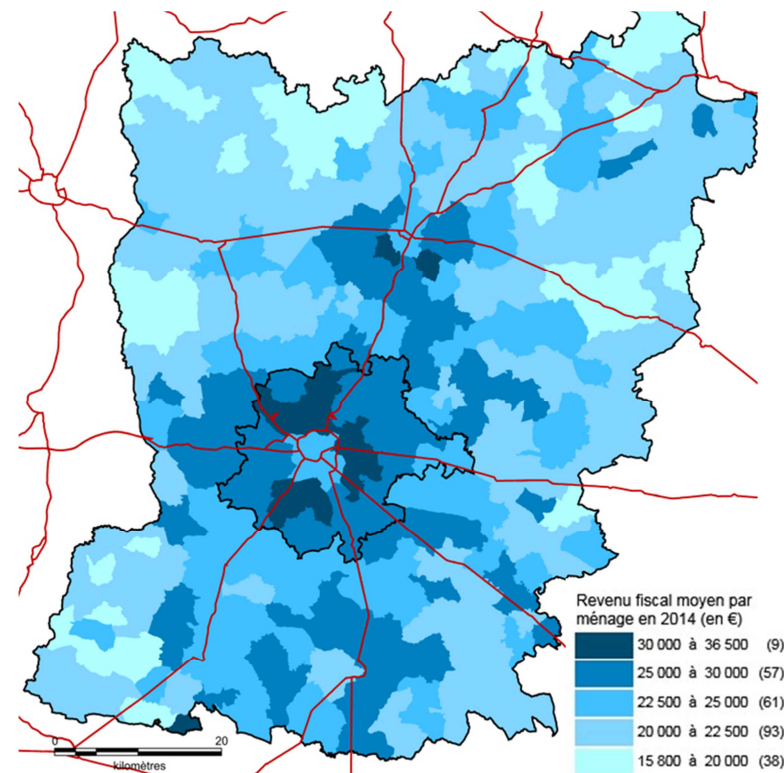 Revenu fiscal moyen par
ménage en 2014 (en €)
30 000 à 36 500 (9)
25 000 à 30 000 (57)
22 500 à 25 000 (61)
20 000 à 22 500 (93)
15 800 à 20 000 (38)
0 20
kilomètres